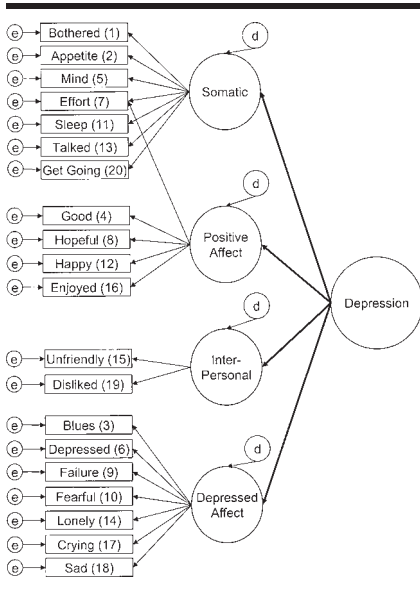 e Bothered (1)
e Appetite (2)
e Mind (5)
e Effort (7)
e Sleep (11)
e Talked (13)
e Get Going (20)
d
Somatic
e Good (4)
e Hopeful (8)
e Happy (12)
e Enjoyed (16)
d
Positive
Affect
e Unfriendly (15)
e Disliked (19)
d
Inter-
Personal
e Blues (3)
e Depressed (6)
e Failure (9)
e Fearful (10)
e Lonely (14)
e Crying (17)
e Sad (18)
d
Depressed
Affect
Depression